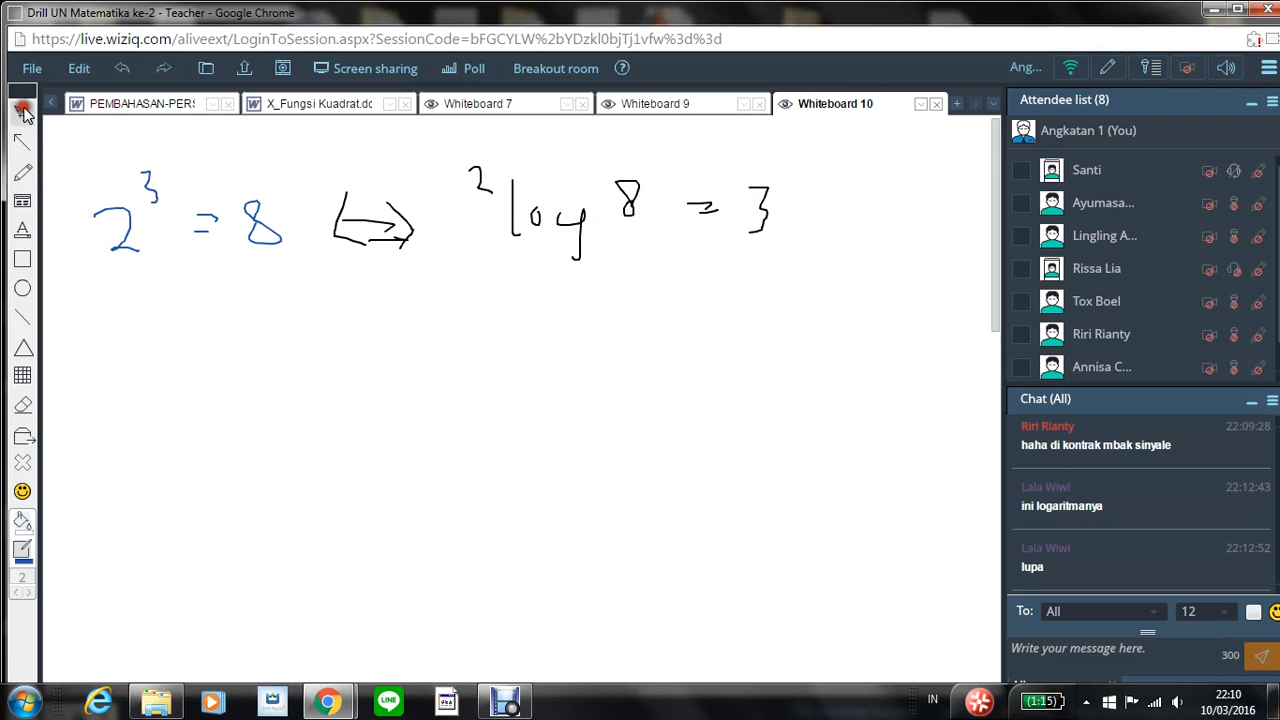 Drill UN Matematika ke-2 - Teacher - Google Chrome
https://live.wiziq.com/aliveext/LoginToSession.aspx?SessionCode=bFGCYLW%2bYDzkl0bjTj1vfw%3d%3d
File Edit Screen sharing Poll Breakout room ? Ang...
PEMBAHASAN-PERS X_Fungsi Kuadrat.dc Whiteboard 7 Whiteboard 9 Whiteboard 10
2³ = 8 ⟺ ²log 8 = 3
2
Attendee list (8)
Angkatan 1 (You)
Santi
Ayumasa...
Lingling A...
Rissa Lia
Tox Boel
Riri Rianty
Annisa C...
Chat (All)
Riri Rianty 22:09:28
haha di kontrak mbak sinyale
Lala Wiwi 22:12:43
ini logaritmanya
Lala Wiwi 22:12:52
lupa
To: All 12
Write your message here. 300
LINE IN (1:15) 22:10
10/03/2016